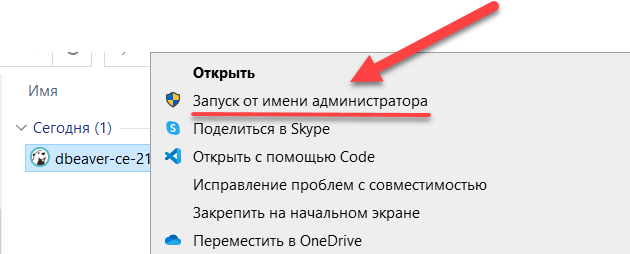 Открыть
Имя
Запуск от имени администратора
Сегодня (1)
Поделиться в Skype
dbeaver-ce-21
Открыть с помощью Code
Исправление проблем с совместимостью
Закрепить на начальном экране
Переместить в OneDrive